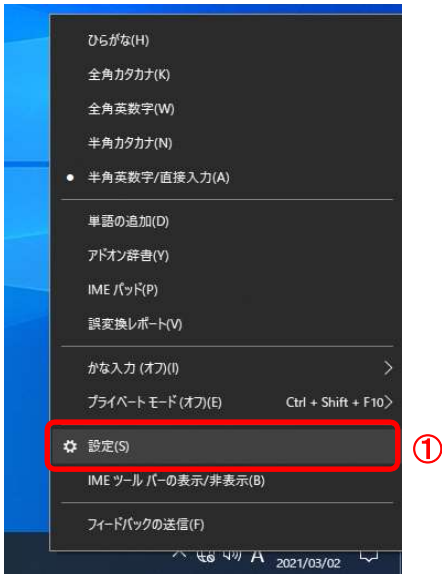 ひらがな(H)
全角カタカナ(K)
全角英数字(W)
半角カタカナ(N)
● 半角英数字/直接入力(A)
単語の追加(D)
アドオン辞書(Y)
IME パッド(P)
誤変換レポート(V)
かな入力 (オフ)(I)
プライベート モード (オフ)(E) Ctrl + Shift + F10
設定(S)
①
IME ツール バーの表示/非表示(B)
フィードバックの送信(F)
A
2021/03/02